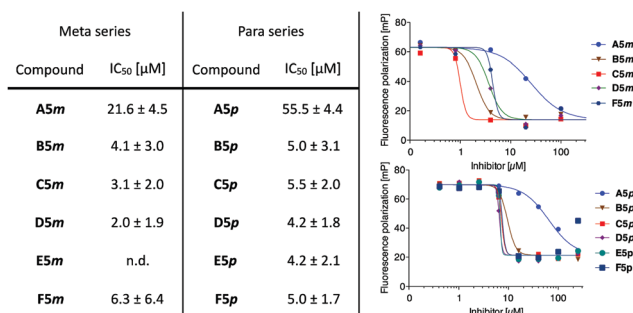 Meta series Para series
Compound IC50 [µM] Compound IC50 [µM]
A5m 21.6 ± 4.5 A5p 55.5 ± 4.4
B5m 4.1 ± 3.0 B5p 5.0 ± 3.1
C5m 3.1 ± 2.0 C5p 5.5 ± 2.0
D5m 2.0 ± 1.9 D5p 4.2 ± 1.8
E5m n.d. E5p 4.2 ± 2.1
F5m 6.3 ± 6.4 F5p 5.0 ± 1.7
Fluorescence polarization [mP]
80
60
40
20
0
0 1 10 100
Inhibitor [µM]
A5m
B5m
C5m
D5m
F5m
Fluorescence polarization [mP]
80
60
40
20
0
0 1 10 100
Inhibitor [µM]
A5p
B5p
C5p
D5p
E5p
F5p